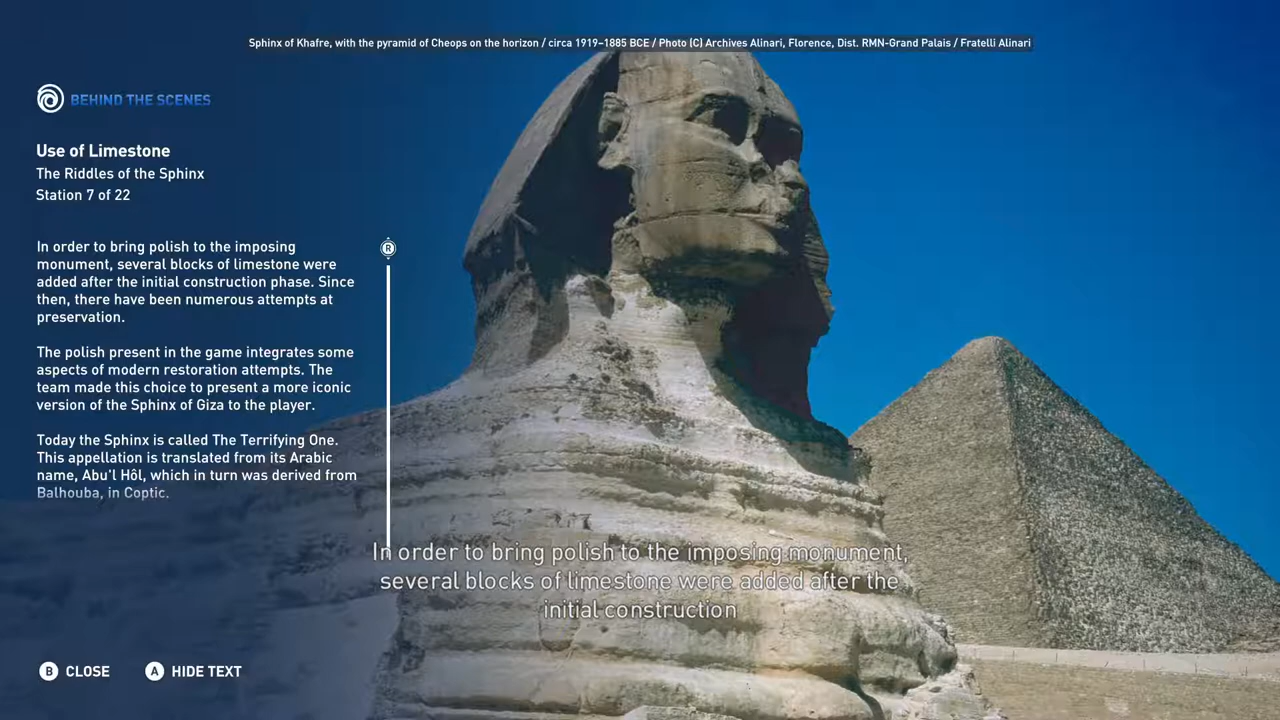 Sphinx of Khafre, with the pyramid of Cheops on the horizon / circa 1919–1885 BCE / Photo (C) Archives Alinari, Florence, Dist. RMN-Grand Palais / Fratelli Alinari
BEHIND THE SCENES
Use of Limestone
The Riddles of the Sphinx
Station 7 of 22
In order to bring polish to the imposing
monument, several blocks of limestone were
added after the initial construction phase. Since
then, there have been numerous attempts at
preservation.
The polish present in the game integrates some
aspects of modern restoration attempts. The
team made this choice to present a more iconic
version of the Sphinx of Giza to the player.
Today the Sphinx is called The Terrifying One.
This appellation is translated from its Arabic
name, Abu'l Hôl, which in turn was derived from
Balhouba, in Coptic.
R
In order to bring polish to the imposing monument,
several blocks of limestone were added after the
initial construction
B CLOSE A HIDE TEXT